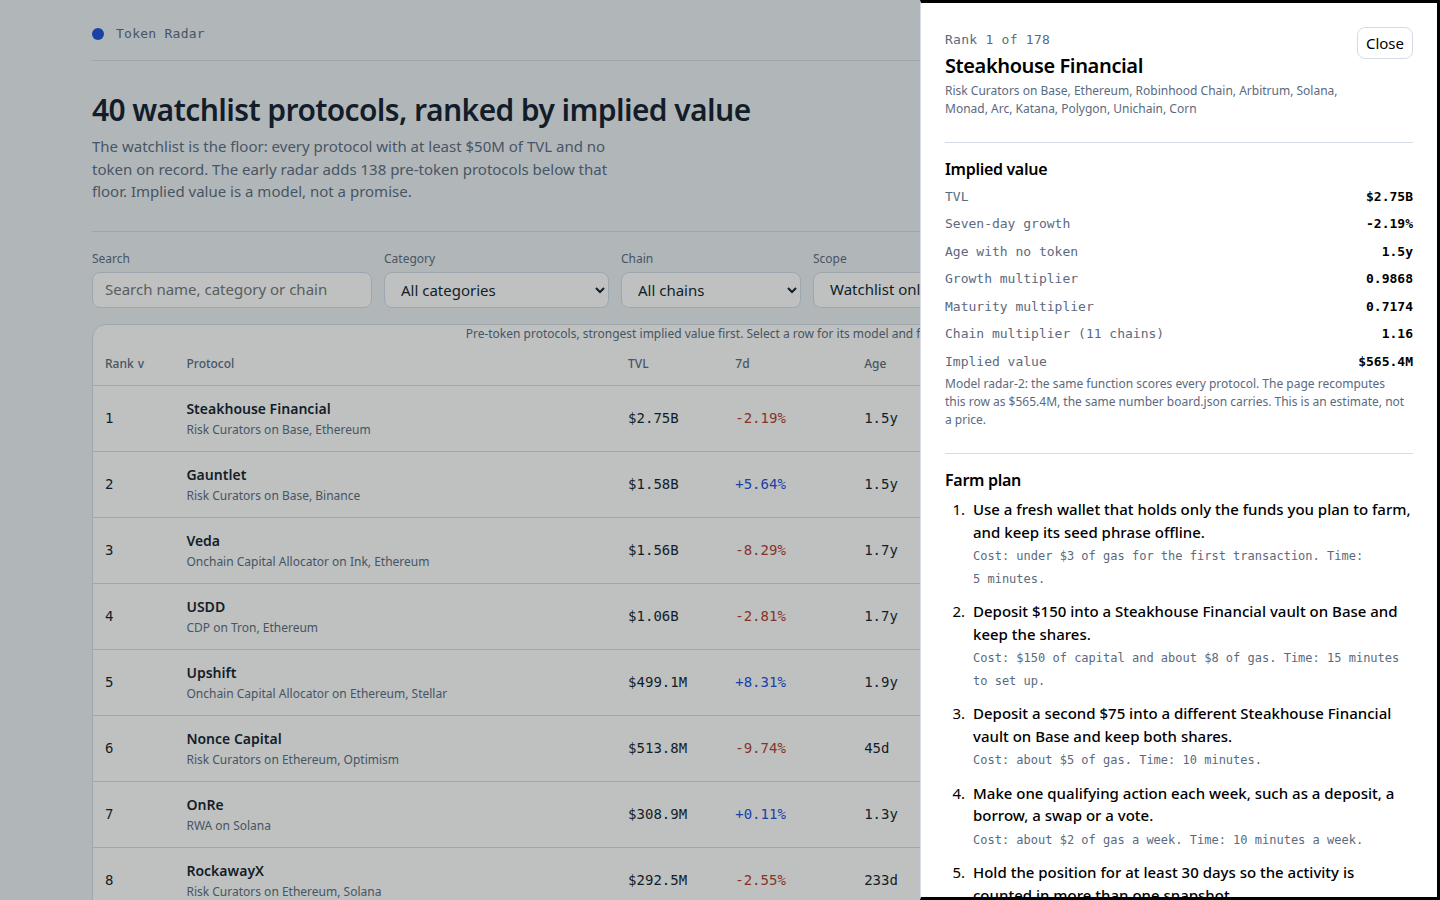 Token Radar
40 watchlist protocols, ranked by implied value
The watchlist is the floor: every protocol with at least $50M of TVL and no
token on record. The early radar adds 138 pre-token protocols below that
floor. Implied value is a model, not a promise.
Search
Category
Chain
Scope
Search name, category or chain
All categories
All chains
Watchlist onl
Pre-token protocols, strongest implied value first. Select a row for its model and f
Rank v
Protocol
TVL
7d
Age
1
Steakhouse Financial
Risk Curators on Base, Ethereum
$2.75B
-2.19%
1.5y
2
Gauntlet
Risk Curators on Base, Binance
$1.58B
+5.64%
1.5y
3
Veda
Onchain Capital Allocator on Ink, Ethereum
$1.56B
-8.29%
1.7y
4
USDD
CDP on Tron, Ethereum
$1.06B
-2.81%
1.7y
5
Upshift
Onchain Capital Allocator on Ethereum, Stellar
$499.1M
+8.31%
1.9y
6
Nonce Capital
Risk Curators on Ethereum, Optimism
$513.8M
-9.74%
45d
7
OnRe
RWA on Solana
$308.9M
+0.11%
1.3y
8
RockawayX
Risk Curators on Ethereum, Solana
$292.5M
-2.55%
233d
Rank 1 of 178
Close
Steakhouse Financial
Risk Curators on Base, Ethereum, Robinhood Chain, Arbitrum, Solana,
Monad, Arc, Katana, Polygon, Unichain, Corn
Implied value
TVL $2.75B
Seven-day growth -2.19%
Age with no token 1.5y
Growth multiplier 0.9868
Maturity multiplier 0.7174
Chain multiplier (11 chains) 1.16
Implied value $565.4M
Model radar-2: the same function scores every protocol. The page recomputes
this row as $565.4M, the same number board.json carries. This is an estimate, not
a price.
Farm plan
1. Use a fresh wallet that holds only the funds you plan to farm,
and keep its seed phrase offline.
Cost: under $3 of gas for the first transaction. Time:
5 minutes.
2. Deposit $150 into a Steakhouse Financial vault on Base and
keep the shares.
Cost: $150 of capital and about $8 of gas. Time: 15 minutes
to set up.
3. Deposit a second $75 into a different Steakhouse Financial
vault on Base and keep both shares.
Cost: about $5 of gas. Time: 10 minutes.
4. Make one qualifying action each week, such as a deposit, a
borrow, a swap or a vote.
Cost: about $2 of gas a week. Time: 10 minutes a week.
5. Hold the position for at least 30 days so the activity is
counted in more than one snapshot.